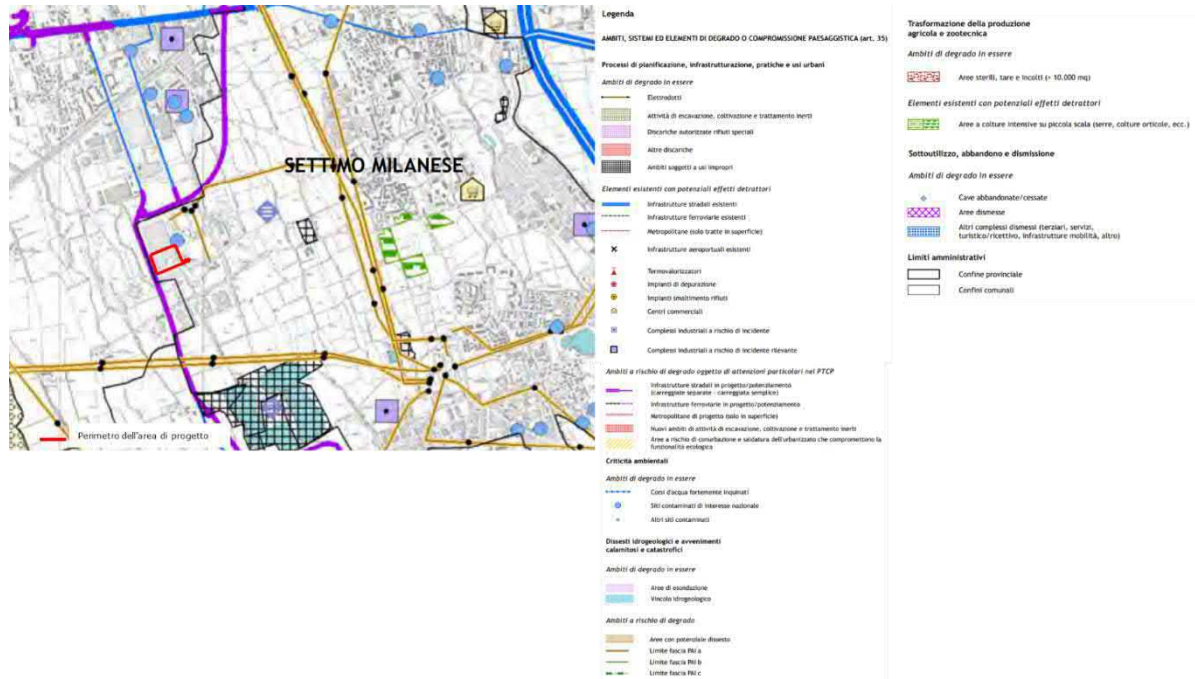 SETTIMO MILANESE
Perimetro dell'area di progetto
Legenda
AMBITI, SISTEMI ED ELEMENTI DI DEGRADO O COMPROMISSIONE PAESAGGISTICA (art. 35)
Processi di pianificazione, infrastrutturazione, pratiche e usi urbani
Ambiti di degrado in essere
Elettrodotti
Attività di escavazione, coltivazione e trattamento inerti
Discariche autorizzate rifiuti speciali
Altre discariche
Ambiti soggetti a usi impropri
Elementi esistenti con potenziali effetti detrattori
Infrastrutture stradali esistenti
Infrastrutture ferroviarie esistenti
Metropolitane (solo tratte in superficie)
Infrastrutture aeroportuali esistenti
Termovalorizzatori
Impianti di depurazione
Impianti smaltimento rifiuti
Centri commerciali
Complessi industriali a rischio di incidente
Complessi industriali a rischio di incidente rilevante
Ambiti a rischio di degrado oggetto di attenzioni particolari nel PTCP
Infrastrutture stradali in progetto/potenziamento
(carreggiate separate - carreggiata semplice)
Infrastrutture ferroviarie in progetto/potenziamento
Metropolitane di progetto (solo in superficie)
Nuovi ambiti di attività di escavazione, coltivazione e trattamento inerti
Aree a rischio di conurbazione e saldatura dell'urbanizzato che compromettono la
funzionalità ecologica
Criticità ambientali
Ambiti di degrado in essere
Corsi d'acqua fortemente inquinati
Siti contaminati di interesse nazionale
Altri siti contaminati
Dissesti idrogeologici e avvenimenti
calamitosi e catastrofici
Ambiti di degrado in essere
Aree di esondazione
Vincolo idrogeologico
Ambiti a rischio di degrado
Aree con potenziale dissesto
Limite fascia PAI a
Limite fascia PAI b
Limite fascia PAI c
Trasformazione della produzione
agricola e zootecnica
Ambiti di degrado in essere
Aree sterili, tare e incolti (> 10.000 mq)
Elementi esistenti con potenziali effetti detrattori
Aree a colture intensive su piccola scala (serre, colture orticole, ecc.)
Sottoutilizzo, abbandono e dismissione
Ambiti di degrado in essere
Cave abbandonate/cessate
Aree dismesse
Altri complessi dismessi (terziari, servizi,
turistico/ricettivo, infrastrutture mobilità, altro)
Limiti amministrativi
Confine provinciale
Confini comunali